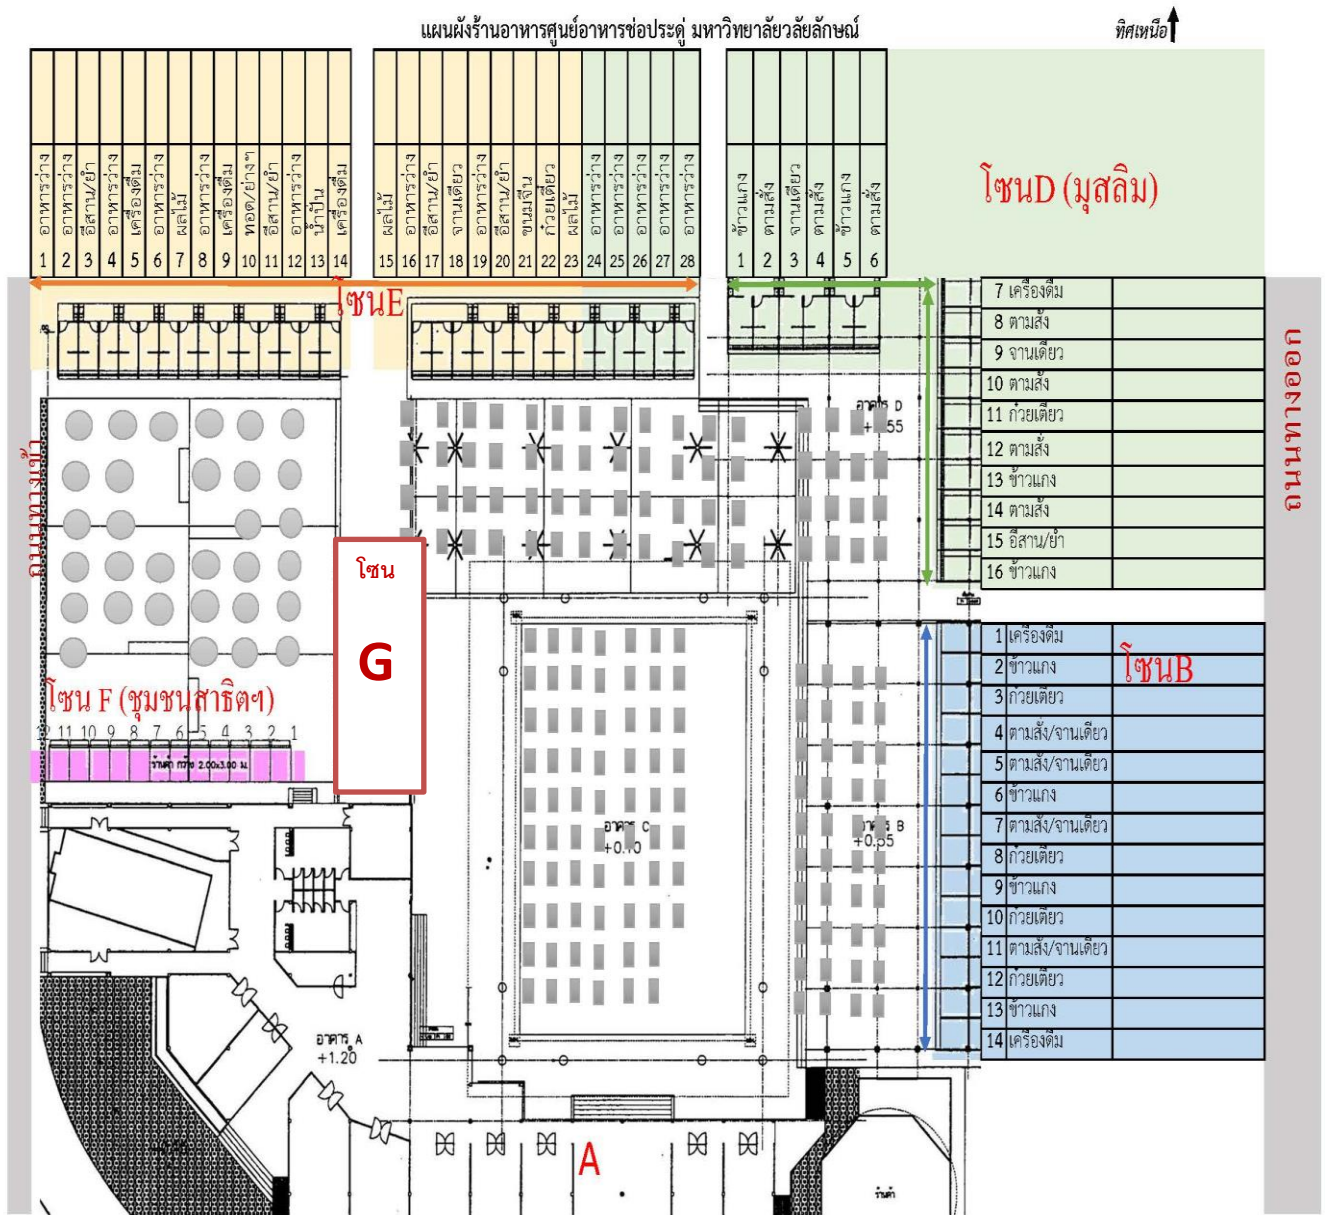 แผนผังร้านอาหารศูนย์อาหารช่อประดู่ มหาวิทยาลัยวลัยลักษณ์
ทิศเหนือ
1 อาหารว่าง
2 อาหารว่าง
3 อีสาน/ยำ
4 อาหารว่าง
5 เครื่องดื่ม
6 อาหารว่าง
7 ผลไม้
8 อาหารว่าง
9 เครื่องดื่ม
10 ทอด/ย่างฯ
11 อีสาน/ยำ
12 อาหารว่าง
13 น้ำปั่น
14 เครื่องดื่ม
15 ผลไม้
16 อาหารว่าง
17 อีสาน/ยำ
18 จานเดียว
19 อาหารว่าง
20 อีสาน/ยำ
21 ขนมจีน
22 ก๋วยเตี๋ยว
23 ผลไม้
24 อาหารว่าง
25 อาหารว่าง
26 อาหารว่าง
27 อาหารว่าง
28 อาหารว่าง
1 ข้าวแกง
2 ตามสั่ง
3 จานเดียว
4 ตามสั่ง
5 ข้าวแกง
6 ตามสั่ง
โซนD (มุสลิม)
โซนE
7 เครื่องดื่ม
8 ตามสั่ง
9 จานเดียว
10 ตามสั่ง
11 ก๋วยเตี๋ยว
12 ตามสั่ง
13 ข้าวแกง
14 ตามสั่ง
15 อีสาน/ยำ
16 ข้าวแกง
ถนนทางออก
ถนนทางเข้า
อาคาร D
โซน
G
1 เครื่องดื่ม
2 ข้าวแกง
3 ก๋วยเตี๋ยว
4 ตามสั่ง/จานเดียว
5 ตามสั่ง/จานเดียว
6 ข้าวแกง
7 ตามสั่ง/จานเดียว
8 ก๋วยเตี๋ยว
9 ข้าวแกง
10 ก๋วยเตี๋ยว
11 ตามสั่ง/จานเดียว
12 ก๋วยเตี๋ยว
13 ข้าวแกง
14 เครื่องดื่ม
โซนB
โซน F (ชุมชนสาธิตฯ)
12 11 10 9 8 7 6 5 4 3 2 1
ร้านค้า กว้าง 2.00x3.00 ม.
อาคาร C
อาคาร B
อาคาร A
+1.20
A
ร้านค้า